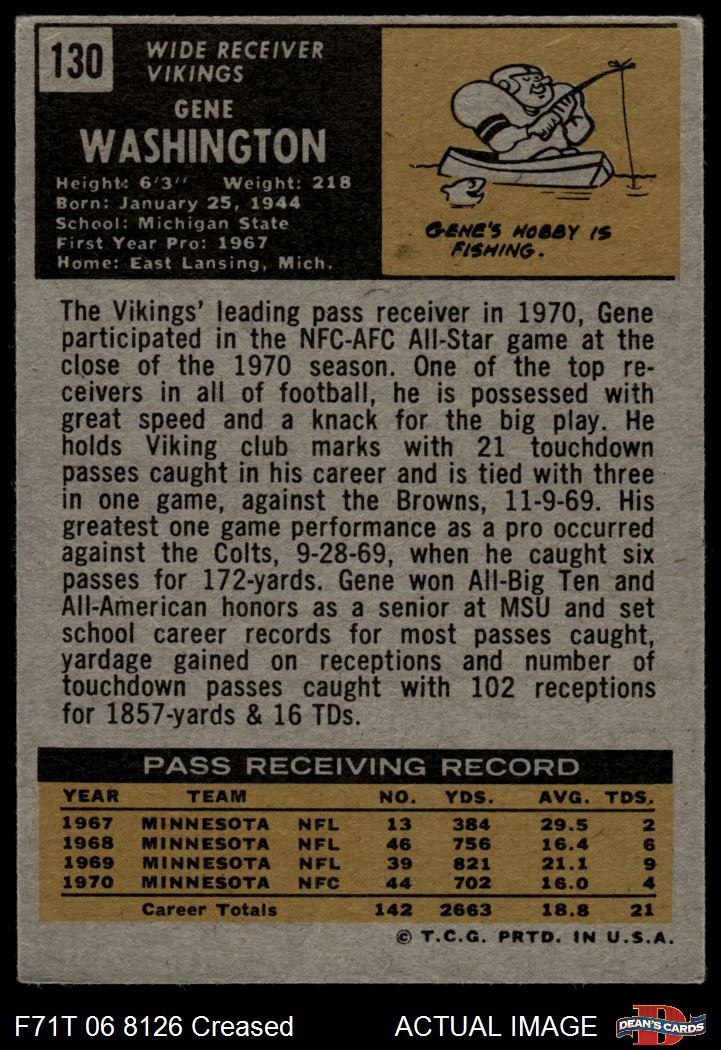 130
WIDE RECEIVER
VIKINGS
GENE
WASHINGTON
Height: 6'3" Weight: 218
Born: January 25, 1944
School: Michigan State
First Year Pro: 1967
Home: East Lansing, Mich.
GENE'S HOBBY IS
FISHING.
The Vikings' leading pass receiver in 1970, Gene
participated in the NFC-AFC All-Star game at the
close of the 1970 season. One of the top re-
ceivers in all of football, he is possessed with
great speed and a knack for the big play. He
holds Viking club marks with 21 touchdown
passes caught in his career and is tied with three
in one game, against the Browns, 11-9-69. His
greatest one game performance as a pro occurred
against the Colts, 9-28-69, when he caught six
passes for 172-yards. Gene won All-Big Ten and
All-American honors as a senior at MSU and set
school career records for most passes caught,
yardage gained on receptions and number of
touchdown passes caught with 102 receptions
for 1857-yards & 16 TDs.
PASS RECEIVING RECORD
YEAR TEAM NO. YDS. AVG. TDS.
1967 MINNESOTA NFL 13 384 29.5 2
1968 MINNESOTA NFL 46 756 16.4 6
1969 MINNESOTA NFL 39 821 21.1 9
1970 MINNESOTA NFC 44 702 16.0 4
Career Totals 142 2663 18.8 21
© T.C.G. PRTD. IN U.S.A.
F71T 06 8126 Creased ACTUAL IMAGE DEAN'S CARDS